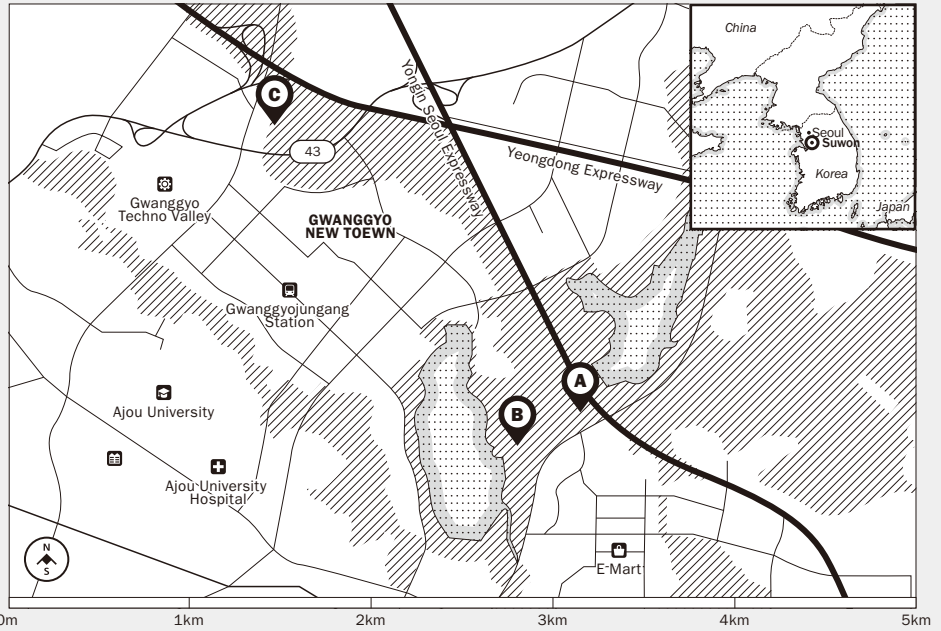 China
Seoul
Suwon
Korea
Japan
C
Yongin Seoul Expressway
43
Yeongdong Expressway
Gwanggyo
Techno Valley
GWANGGYO
NEW TOEWN
Gwanggyojungang
Station
A
B
Ajou University
Ajou University
Hospital
N
S
E-Mart
0m
1km
2km
3km
4km
5km